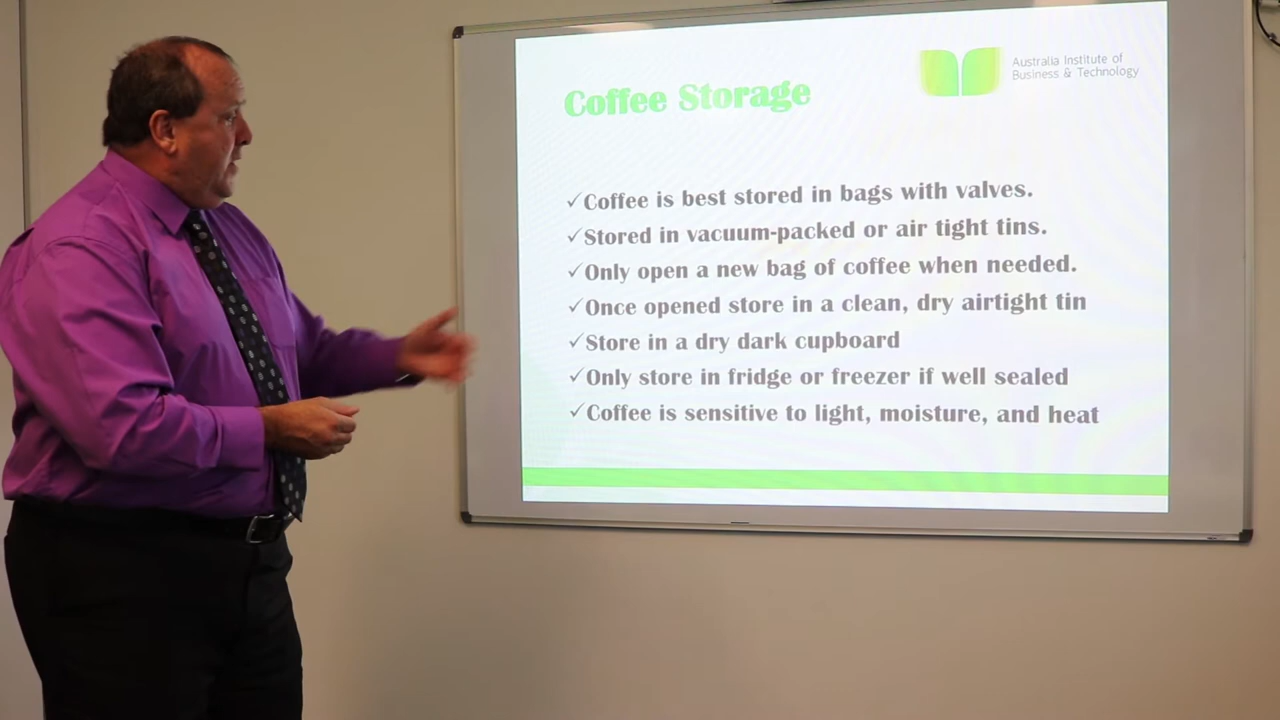 Australia Institute of
Business & Technology
Coffee Storage
✓Coffee is best stored in bags with valves.
✓Stored in vacuum-packed or air tight tins.
✓Only open a new bag of coffee when needed.
✓Once opened store in a clean, dry airtight tin
✓Store in a dry dark cupboard
✓Only store in fridge or freezer if well sealed
✓Coffee is sensitive to light, moisture, and heat